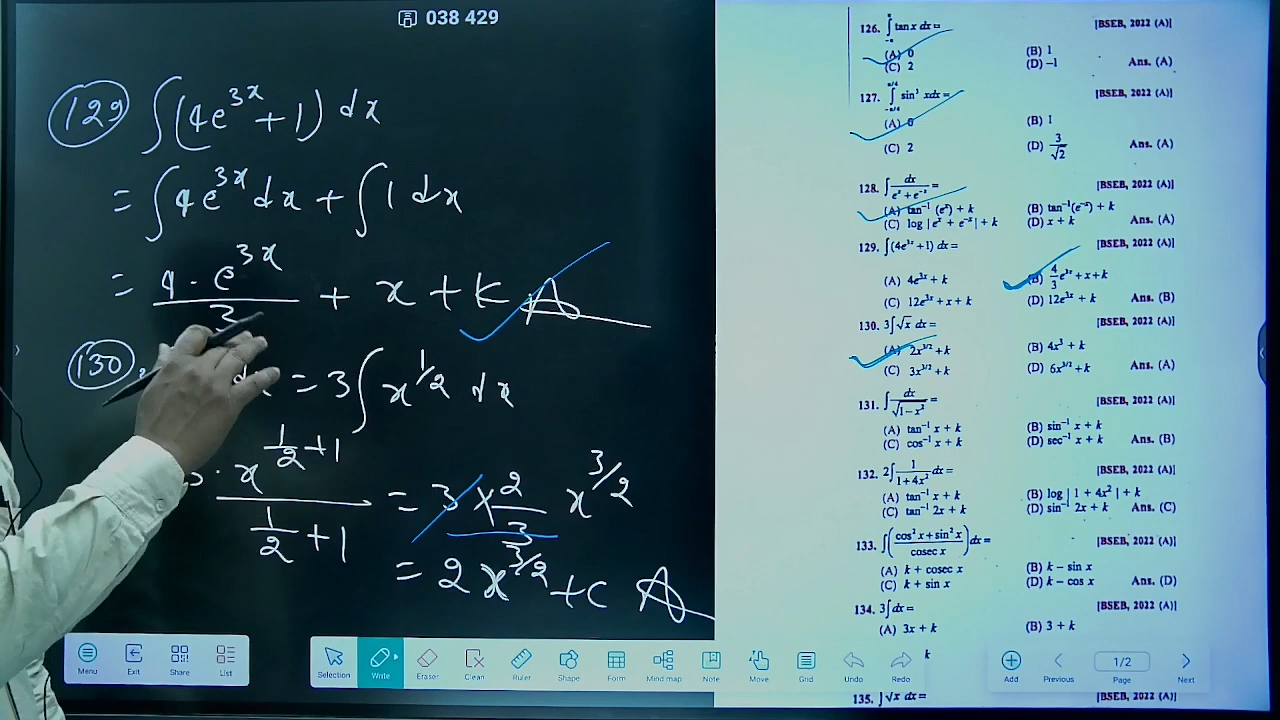 038 429
129 ∫(4e^{3x} + 1) dx
= ∫4e^{3x} dx + ∫1 dx
= 4 · e^{3x} / 3 + x + k A
130. dx = 3∫x^{1/2} dx
3 · x^{1/2 + 1} / (1/2 + 1) = 3 × 2/3 x^{3/2}
= 2x^{3/2} + c A
126. ∫ tan x dx = [BSEB, 2022 (A)]
(A) 0 (B) 1
(C) 2 (D) –1 Ans. (A)
127. ∫_{-π/4}^{π/4} sin³ x dx = [BSEB, 2022 (A)]
(A) 0 (B) 1
(C) 2 (D) 3/√2 Ans. (A)
128. ∫ dx/(e^x + e^{-x}) = [BSEB, 2022 (A)]
(A) tan⁻¹ (e^x) + k (B) tan⁻¹(e^{-x}) + k
(C) log | e^x + e^{-x} | + k (D) x + k Ans. (A)
129. ∫(4e^{3x} + 1) dx = [BSEB, 2022 (A)]
(A) 4e^{3x} + k (B) 4/3 e^{3x} + x + k
(C) 12e^{3x} + x + k (D) 12e^{3x} + k Ans. (B)
130. 3∫√x dx = [BSEB, 2022 (A)]
(A) 2x^{3/2} + k (B) 4x³ + k
(C) 3x^{3/2} + k (D) 6x^{3/2} + k Ans. (A)
131. ∫ dx/√(1–x²) = [BSEB, 2022 (A)]
(A) tan⁻¹ x + k (B) sin⁻¹ x + k
(C) cos⁻¹ x + k (D) sec⁻¹ x + k Ans. (B)
132. 2∫ 1/(1+4x²) dx = [BSEB, 2022 (A)]
(A) tan⁻¹ x + k (B) log | 1 + 4x² | + k
(C) tan⁻¹ 2x + k (D) sin⁻¹ 2x + k Ans. (C)
133. ∫((cos² x + sin² x)/cosec x) dx = [BSEB, 2022 (A)]
(A) k + cosec x (B) k – sin x
(C) k + sin x (D) k – cos x Ans. (D)
134. 3∫dx = [BSEB, 2022 (A)]
(A) 3x + k (B) 3 + k
k
135. ∫√x dx = [BSEB, 2022 (A)]
Menu Exit Share List
Selection Write Eraser Clean Ruler Shape Form Mind map Note Move Grid Undo Redo
Add Previous 1/2 Page Next